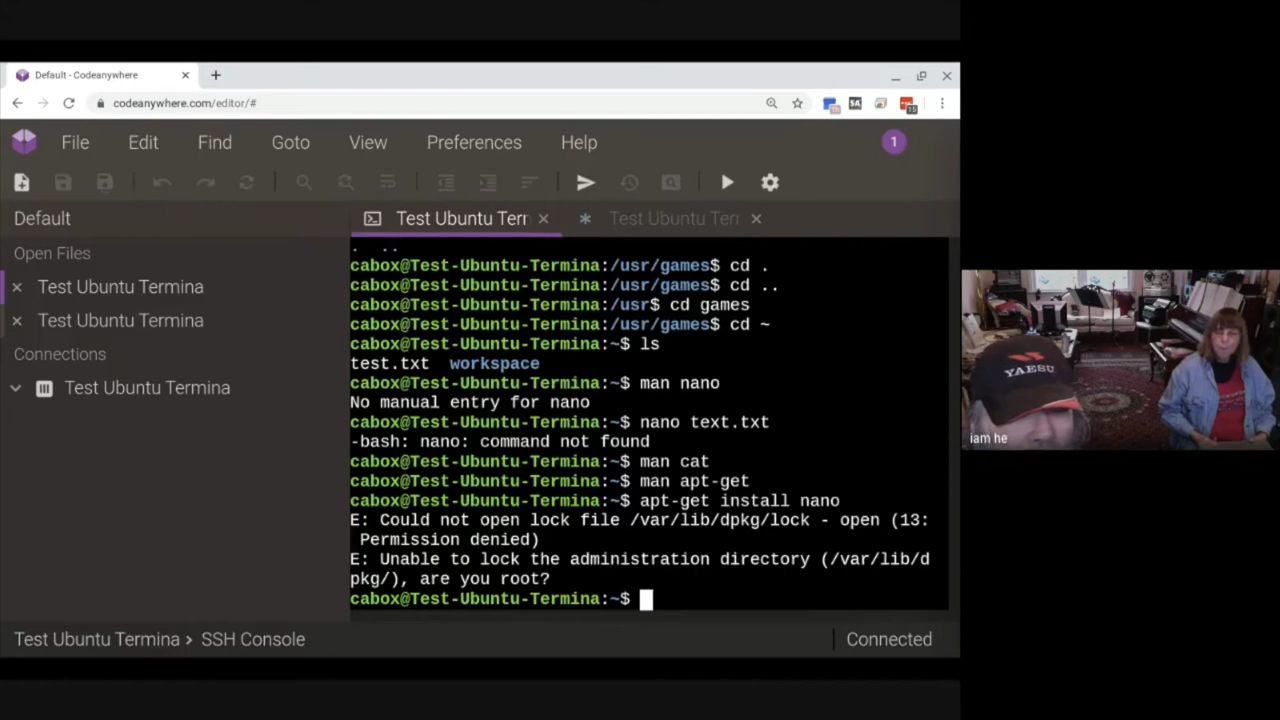 Default - Codeanywhere
codeanywhere.com/editor/#
File Edit Find Goto View Preferences Help
1
Default
Test Ubuntu Terr
Test Ubuntu Teri
Open Files
Test Ubuntu Termina
Test Ubuntu Termina
Connections
Test Ubuntu Termina
. ..
cabox@Test-Ubuntu-Termina:/usr/games$ cd .
cabox@Test-Ubuntu-Termina:/usr/games$ cd ..
cabox@Test-Ubuntu-Termina:/usr$ cd games
cabox@Test-Ubuntu-Termina:/usr/games$ cd ~
cabox@Test-Ubuntu-Termina:~$ ls
test.txt workspace
cabox@Test-Ubuntu-Termina:~$ man nano
No manual entry for nano
cabox@Test-Ubuntu-Termina:~$ nano text.txt
-bash: nano: command not found
cabox@Test-Ubuntu-Termina:~$ man cat
cabox@Test-Ubuntu-Termina:~$ man apt-get
cabox@Test-Ubuntu-Termina:~$ apt-get install nano
E: Could not open lock file /var/lib/dpkg/lock - open (13:
Permission denied)
E: Unable to lock the administration directory (/var/lib/d
pkg/), are you root?
cabox@Test-Ubuntu-Termina:~$
Test Ubuntu Termina > SSH Console
Connected
YAESU
iam he